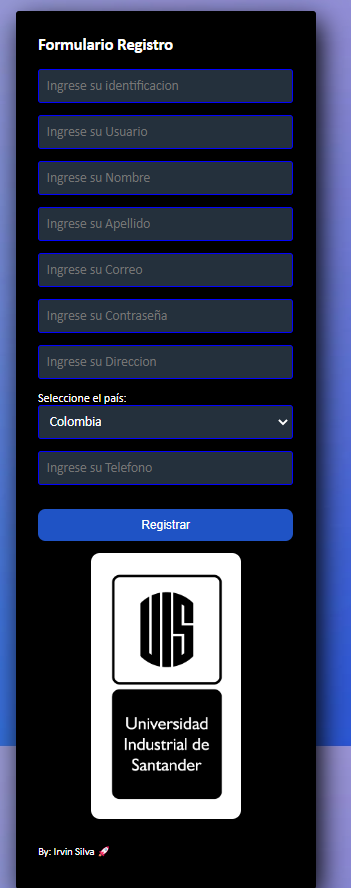 Formulario Registro
Ingrese su identificacion
Ingrese su Usuario
Ingrese su Nombre
Ingrese su Apellido
Ingrese su Correo
Ingrese su Contraseña
Ingrese su Direccion
Seleccione el país:
Colombia
Ingrese su Telefono
Registrar
UIS
Universidad
Industrial de
Santander
By: Irvin Silva 🚀